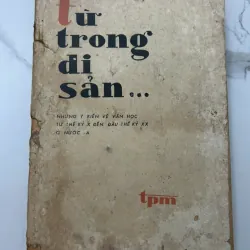 từ
trong
di
sản...
NHỮNG Ý KIẾN VỀ VĂN HỌC
TỪ THẾ KỶ X ĐẾN ĐẦU THẾ KỶ XX
Ở NƯỚC TA
tpm